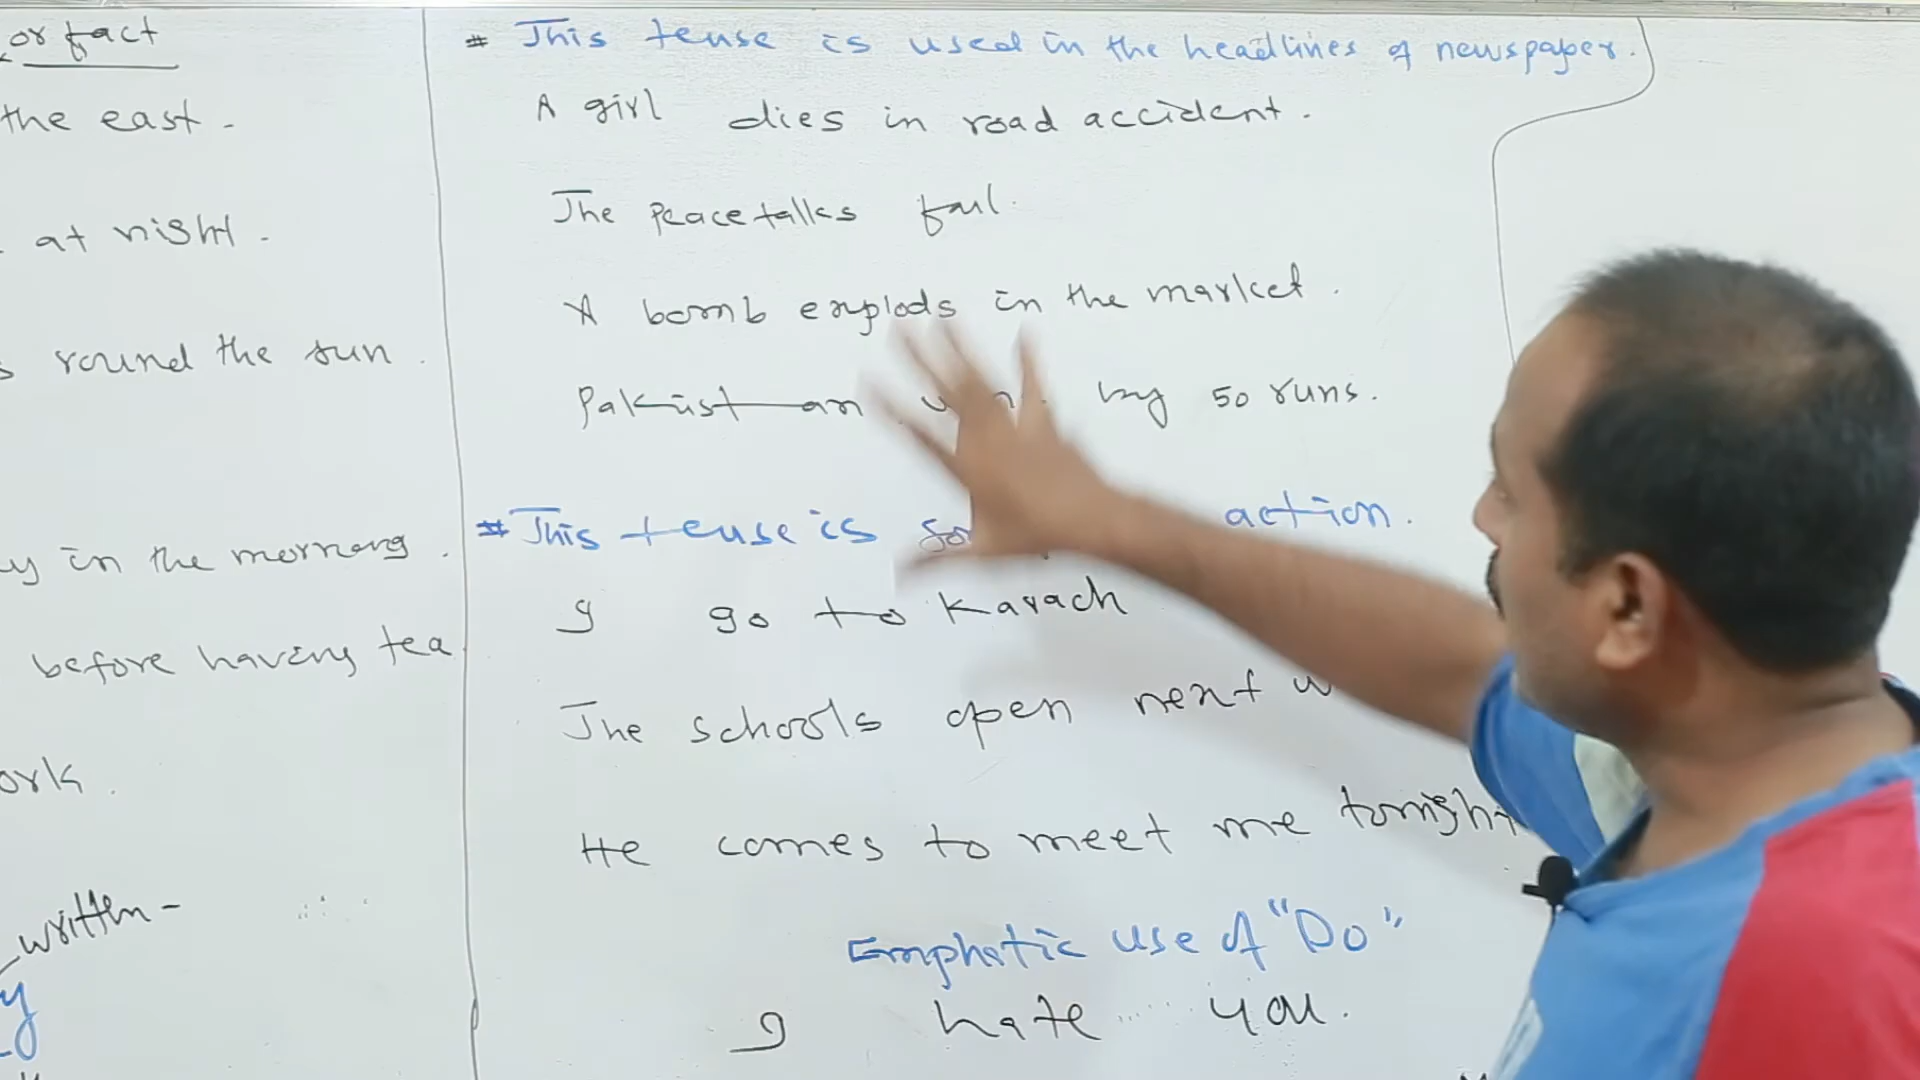 or fact
the east.
at night.
round the sun.
in the morneng.
before having tea
written-
# This tense is used in the headlines of newspaper.
A girl dies in road accident.
The Peace talks fail.
A bomb explods in the market.
Pakistan by 50 runs.
# This tense is action.
I go to Karach
The schools open next
He comes to meet me tonight
Emphatic use of "Do"
I hate you.